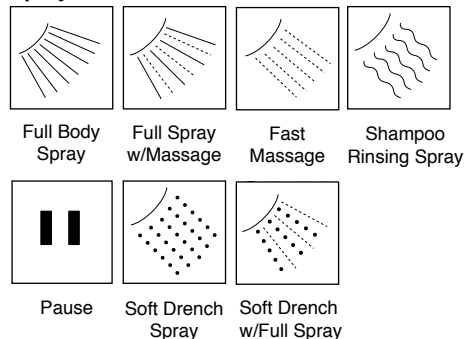 Full Body
Spray
Full Spray
w/Massage
Fast
Massage
Shampoo
Rinsing Spray
Pause
Soft Drench
Spray
Soft Drench
w/Full Spray